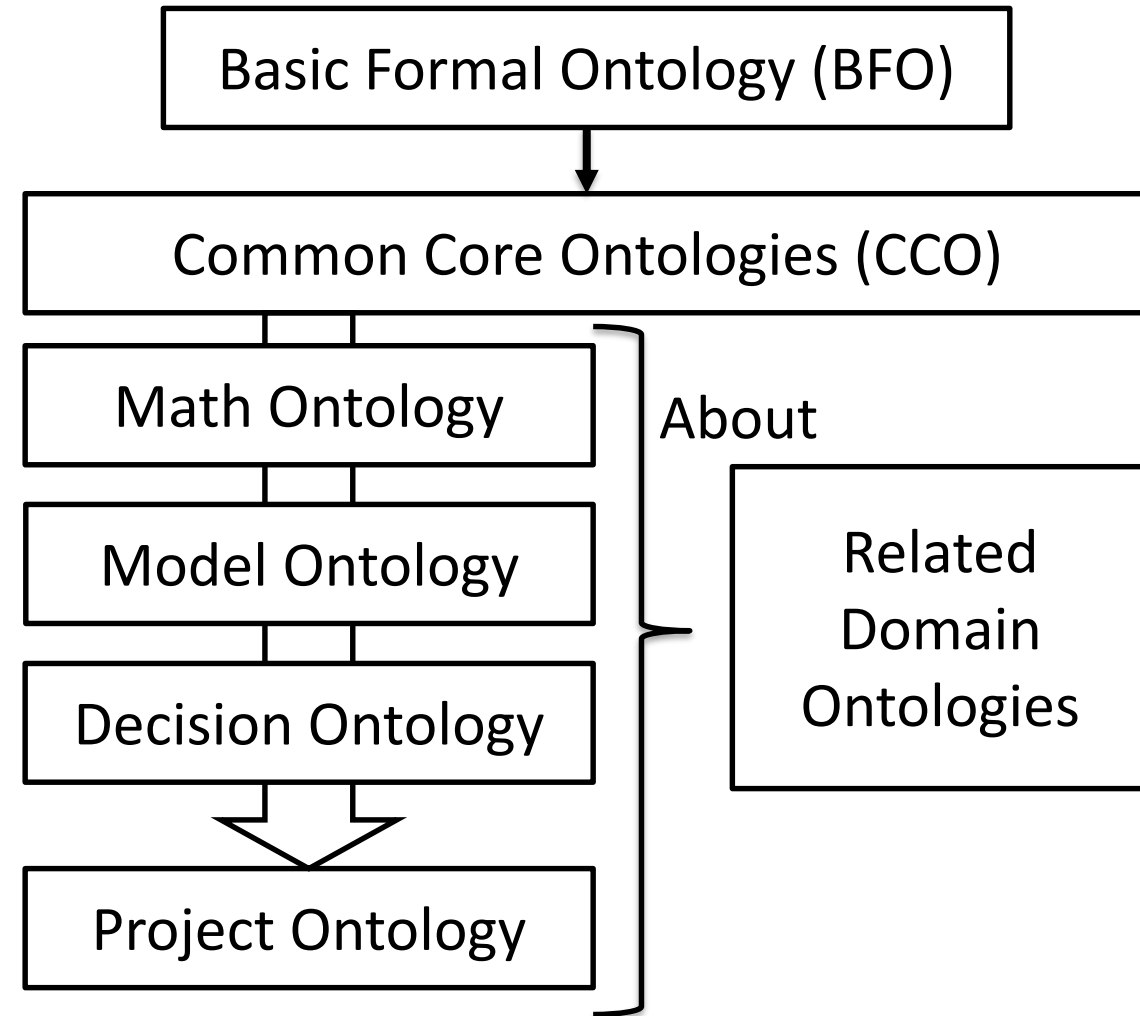 Basic Formal Ontology (BFO)
Common Core Ontologies (CCO)
Math Ontology
About
Model Ontology
Decision Ontology
Project Ontology
Related
Domain
Ontologies